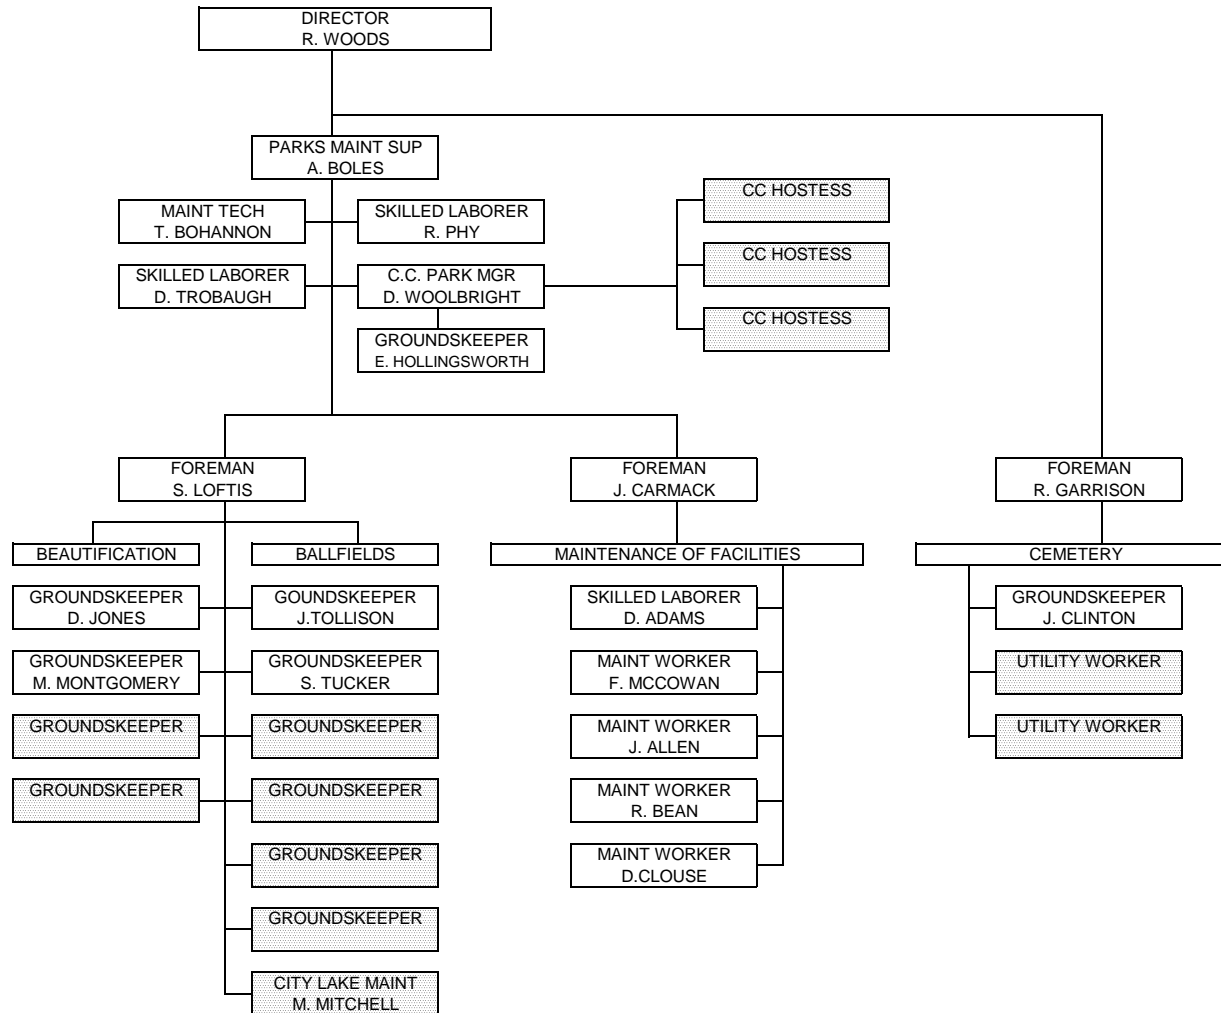 DIRECTOR
R. WOODS
PARKS MAINT SUP
A. BOLES
MAINT TECH
T. BOHANNON
SKILLED LABORER
R. PHY
CC HOSTESS
SKILLED LABORER
D. TROBAUGH
C.C. PARK MGR
D. WOOLBRIGHT
CC HOSTESS
CC HOSTESS
GROUNDSKEEPER
E. HOLLINGSWORTH
FOREMAN
S. LOFTIS
FOREMAN
J. CARMACK
FOREMAN
R. GARRISON
BEAUTIFICATION
BALLFIELDS
MAINTENANCE OF FACILITIES
CEMETERY
GROUNDSKEEPER
D. JONES
GOUNDSKEEPER
J.TOLLISON
SKILLED LABORER
D. ADAMS
GROUNDSKEEPER
J. CLINTON
GROUNDSKEEPER
M. MONTGOMERY
GROUNDSKEEPER
S. TUCKER
MAINT WORKER
F. MCCOWAN
UTILITY WORKER
GROUNDSKEEPER
GROUNDSKEEPER
MAINT WORKER
J. ALLEN
UTILITY WORKER
GROUNDSKEEPER
GROUNDSKEEPER
MAINT WORKER
R. BEAN
GROUNDSKEEPER
MAINT WORKER
D.CLOUSE
GROUNDSKEEPER
CITY LAKE MAINT
M. MITCHELL